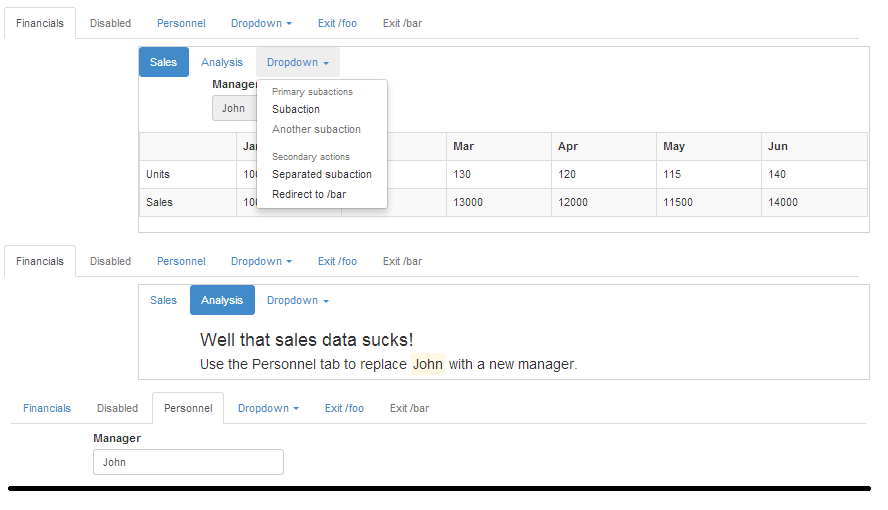 Financials Disabled Personnel Dropdown Exit /foo Exit /bar
Sales Analysis Dropdown
Manager
Primary subactions
John Subaction
Another subaction
Mar Apr May Jun
Secondary actions
Units Separated subaction 130 120 115 140
Redirect to /bar
Sales 13000 12000 11500 14000
Financials Disabled Personnel Dropdown Exit /foo Exit /bar
Sales Analysis Dropdown
Well that sales data sucks!
Use the Personnel tab to replace John with a new manager.
Financials Disabled Personnel Dropdown Exit /foo Exit /bar
Manager
John